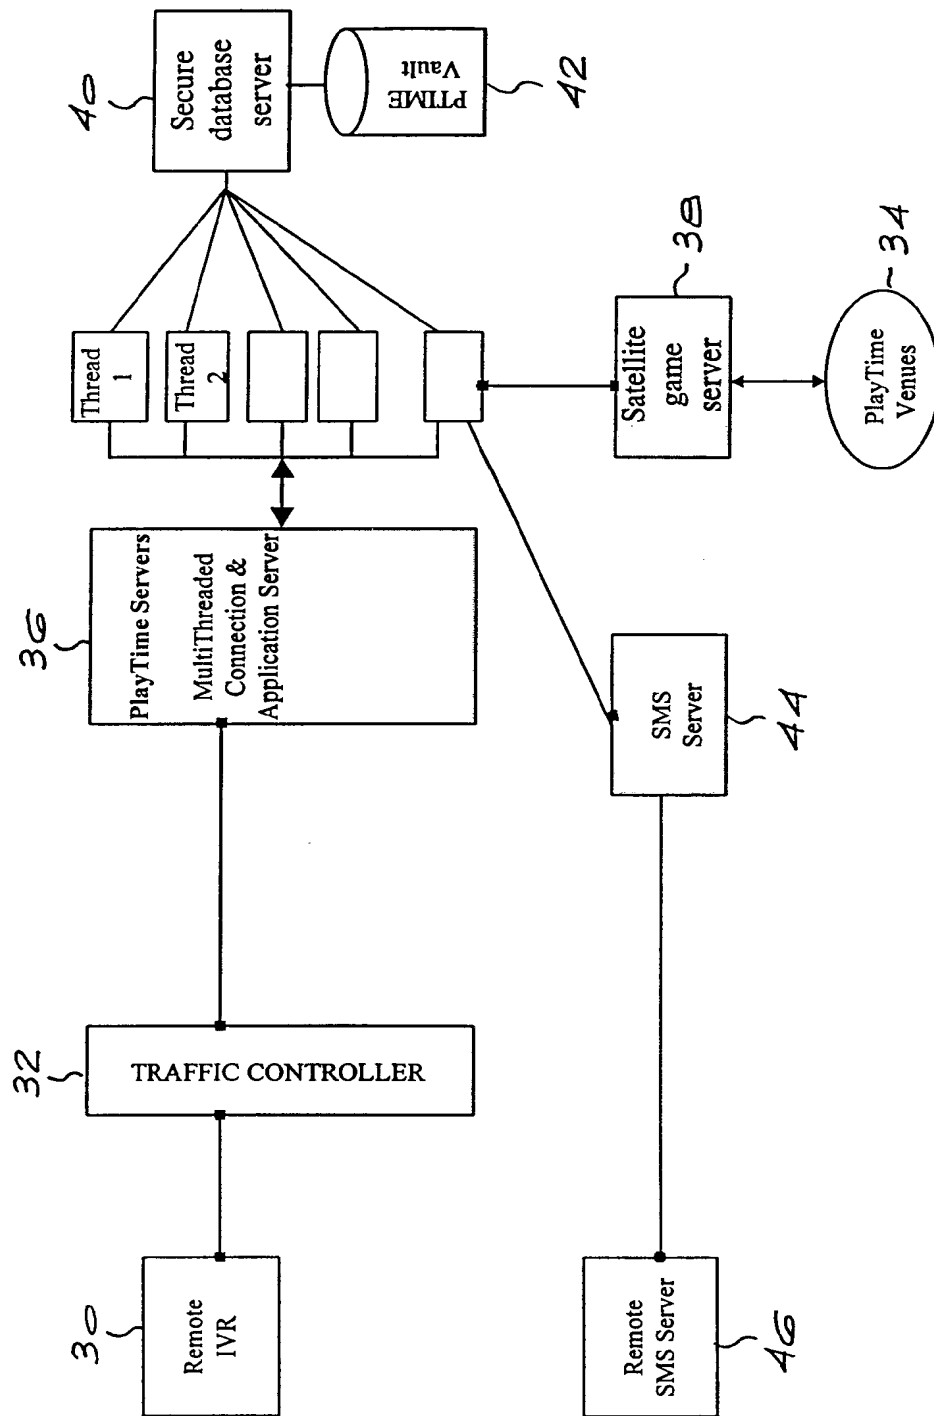 30
Remote
IVR
32
TRAFFIC CONTROLLER
36
PlayTime Servers
MultiThreaded
Connection &
Application Server
Thread
1
Thread
2
40
Secure
database
server
PTIME
Vault
42
Remote
SMS Server
46
SMS
Server
44
Satellite
game
server
38
PlayTime
Venues
34